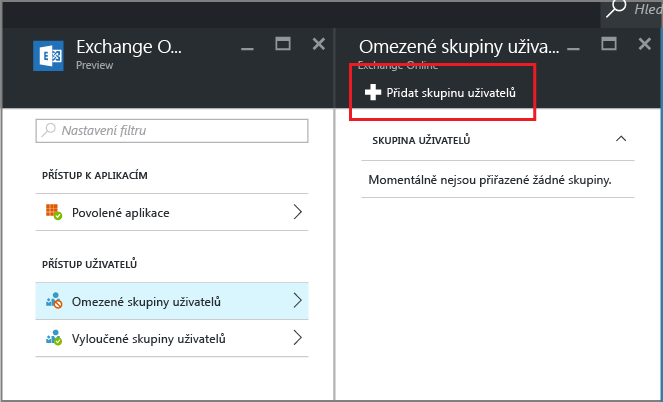 Hled
Exchange O...
Preview
Nastavení filtru
PŘÍSTUP K APLIKACÍM
Povolené aplikace
PŘÍSTUP UŽIVATELŮ
Omezené skupiny uživatelů
Vyloučené skupiny uživatelů
Omezené skupiny uživa...
Exchange Online
Přidat skupinu uživatelů
SKUPINA UŽIVATELŮ
Momentálně nejsou přiřazené žádné skupiny.